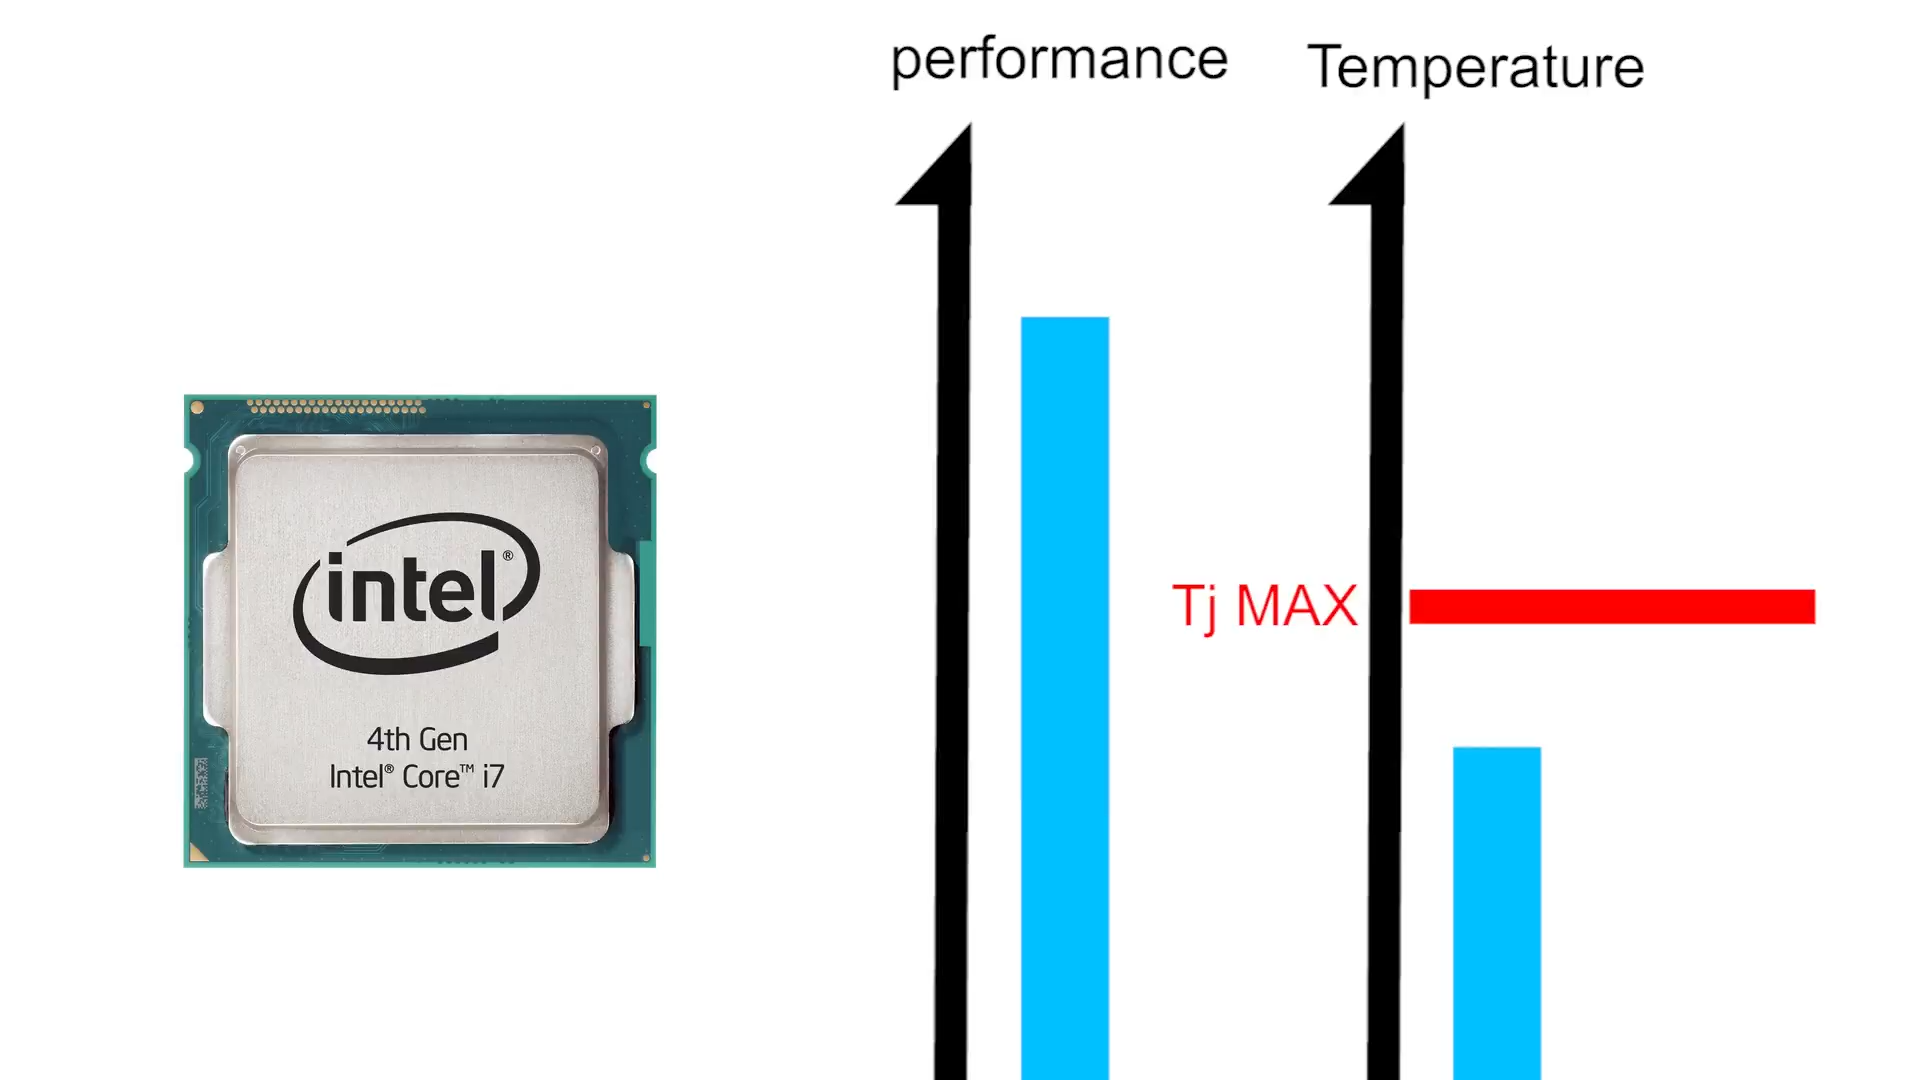 performance
Temperature
Tj MAX
intel®
4th Gen
Intel® Core™ i7